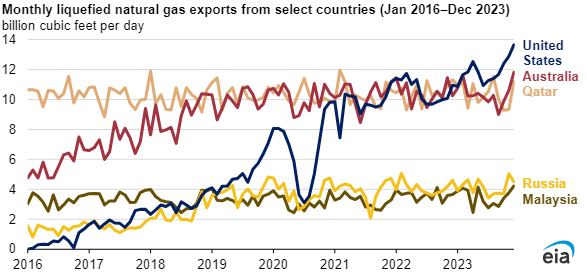 Monthly liquefied natural gas exports from select countries (Jan 2016–Dec 2023)
billion cubic feet per day
14
12
10
8
6
4
2
0
United
States
Australia
Qatar
Russia
Malaysia
2016 2017 2018 2019 2020 2021 2022 2023
eia